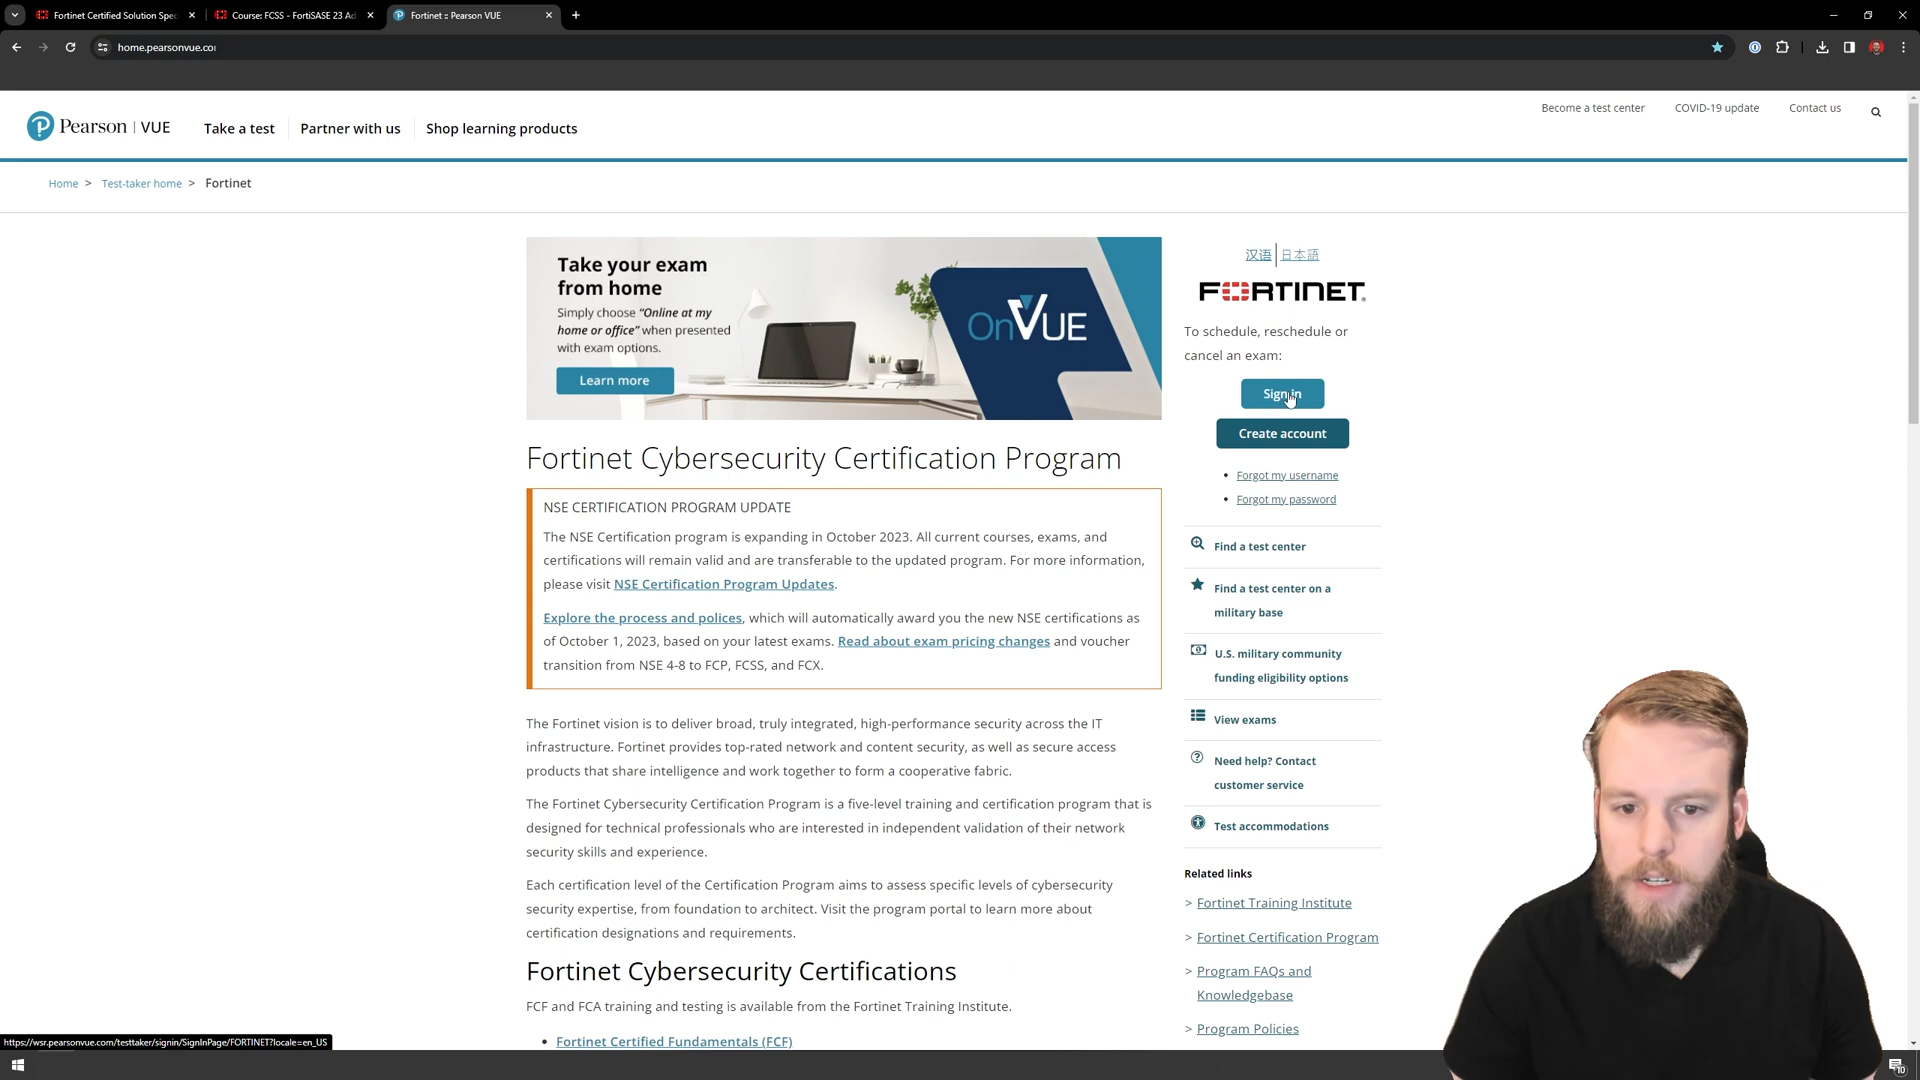 Fortinet Certified Solution Spec
Course: FCSS - FortiSASE 23 Ad
Fortinet :: Pearson VUE
home.pearsonvue.co
Become a test center
COVID-19 update
Contact us
Pearson | VUE
Take a test
Partner with us
Shop learning products
Home > Test-taker home > Fortinet
Take your exam
from home
Simply choose "Online at my
home or office" when presented
with exam options.
Learn more
OnVUE
汉语 | 日本語
FORTINET
To schedule, reschedule or
cancel an exam:
Sign in
Create account
• Forgot my username
• Forgot my password
Fortinet Cybersecurity Certification Program
NSE CERTIFICATION PROGRAM UPDATE
The NSE Certification program is expanding in October 2023. All current courses, exams, and
certifications will remain valid and are transferable to the updated program. For more information,
please visit NSE Certification Program Updates.
Explore the process and polices, which will automatically award you the new NSE certifications as
of October 1, 2023, based on your latest exams. Read about exam pricing changes and voucher
transition from NSE 4-8 to FCP, FCSS, and FCX.
The Fortinet vision is to deliver broad, truly integrated, high-performance security across the IT
infrastructure. Fortinet provides top-rated network and content security, as well as secure access
products that share intelligence and work together to form a cooperative fabric.
The Fortinet Cybersecurity Certification Program is a five-level training and certification program that is
designed for technical professionals who are interested in independent validation of their network
security skills and experience.
Each certification level of the Certification Program aims to assess specific levels of cybersecurity
security expertise, from foundation to architect. Visit the program portal to learn more about
certification designations and requirements.
Fortinet Cybersecurity Certifications
FCF and FCA training and testing is available from the Fortinet Training Institute.
• Fortinet Certified Fundamentals (FCF)
Find a test center
Find a test center on a
military base
U.S. military community
funding eligibility options
View exams
Need help? Contact
customer service
Test accommodations
Related links
> Fortinet Training Institute
> Fortinet Certification Program
> Program FAQs and
Knowledgebase
> Program Policies
https://wsr.pearsonvue.com/testtaker/signin/SignInPage/FORTINET?locale=en_US
10